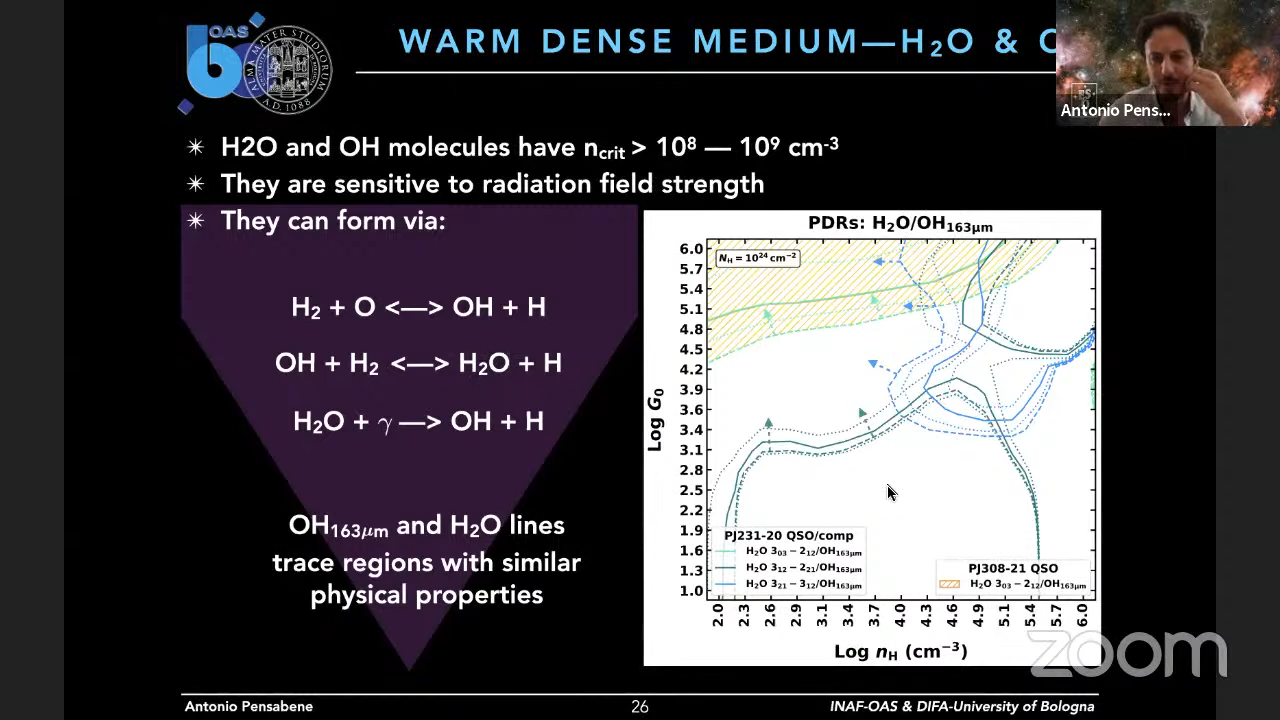 OAS
WARM DENSE MEDIUM—H₂O &
Antonio Pens...
✴ H2O and OH molecules have n_crit > 10⁸ — 10⁹ cm⁻³
✴ They are sensitive to radiation field strength
✴ They can form via:
H₂ + O <—> OH + H
OH + H₂ <—> H₂O + H
H₂O + γ —> OH + H
OH₁₆₃μm and H₂O lines
trace regions with similar
physical properties
PDRs: H₂O/OH₁₆₃μm
N_H = 10²⁴ cm⁻²
Log G₀
6.0
5.7
5.4
5.1
4.8
4.5
4.2
3.9
3.6
3.4
3.1
2.8
2.5
2.2
1.9
1.6
1.3
1.0
PJ231-20 QSO/comp
H₂O 3₀₃ − 2₁₂/OH₁₆₃μm
H₂O 3₁₂ − 2₂₁/OH₁₆₃μm
H₂O 3₂₁ − 3₁₂/OH₁₆₃μm
PJ308-21 QSO
H₂O 3₀₃ − 2₁₂/OH₁₆₃μm
2.0 2.3 2.6 2.9 3.1 3.4 3.7 4.0 4.3 4.6 4.9 5.1 5.4 5.7 6.0
Log n_H (cm⁻³)
zoom
Antonio Pensabene
26
INAF-OAS & DIFA-University of Bologna